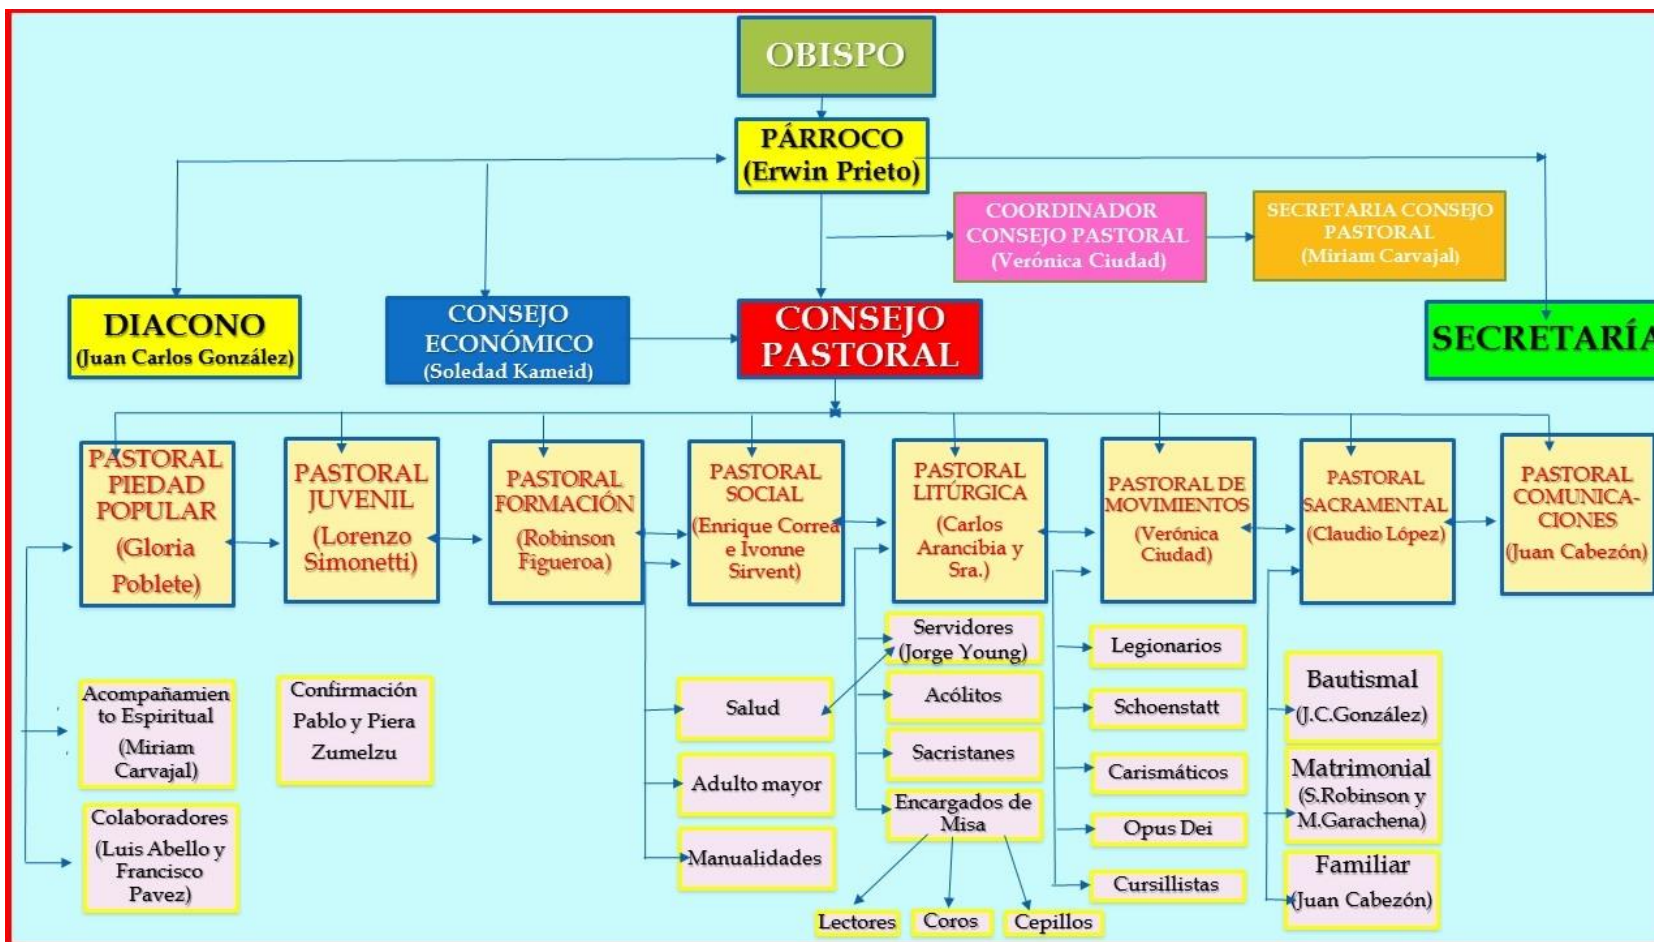 OBISPO
PÁRROCO
(Erwin Prieto)
COORDINADOR
CONSEJO PASTORAL
(Verónica Ciudad)
SECRETARIA CONSEJO
PASTORAL
(Miriam Carvajal)
DIACONO
(Juan Carlos González)
CONSEJO
ECONÓMICO
(Soledad Kameid)
CONSEJO
PASTORAL
SECRETARÍA
PASTORAL
PIEDAD
POPULAR
(Gloria
Poblete)
PASTORAL
JUVENIL
(Lorenzo
Simonetti)
PASTORAL
FORMACIÓN
(Robinson
Figueroa)
PASTORAL
SOCIAL
(Enrique Correa
e Ivonne
Sirvent)
PASTORAL
LITÚRGICA
(Carlos
Arancibia y
Sra.)
PASTORAL DE
MOVIMIENTOS
(Verónica
Ciudad)
PASTORAL
SACRAMENTAL
(Claudio López)
PASTORAL
COMUNICA-
CIONES
(Juan Cabezón)
Acompañamien
to Espiritual
(Miriam
Carvajal)
Colaboradores
(Luis Abello y
Francisco
Pavez)
Confirmación
Pablo y Piera
Zumelzu
Salud
Adulto mayor
Manualidades
Servidores
(Jorge Young)
Acólitos
Sacristanes
Encargados de
Misa
Lectores
Coros
Cepillos
Legionarios
Schoenstatt
Carismáticos
Opus Dei
Cursillistas
Bautismal
(J.C.González)
Matrimonial
(S.Robinson y
M.Garachena)
Familiar
(Juan Cabezón)